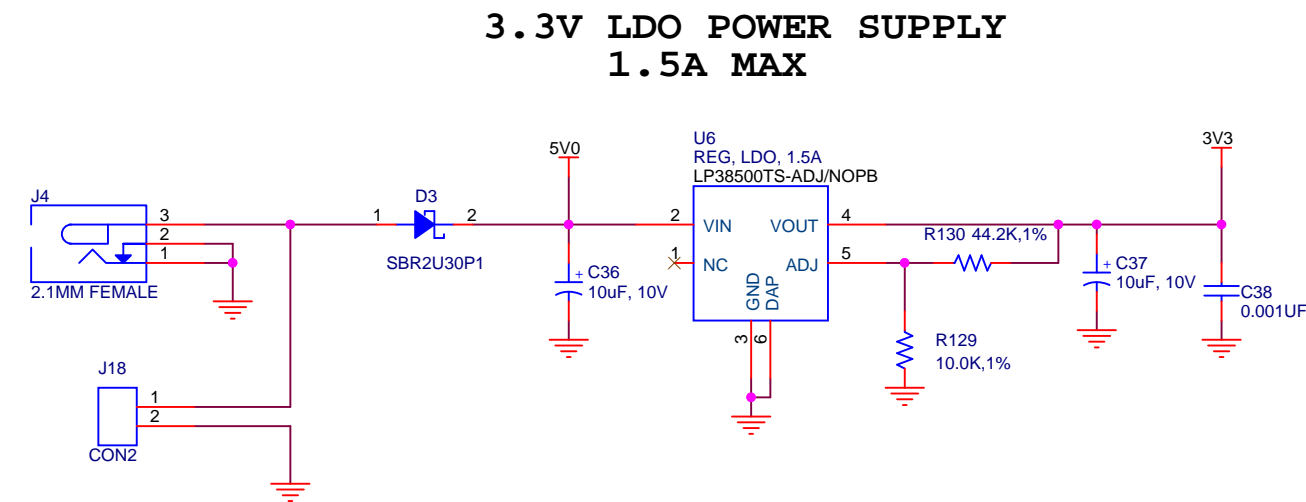 3.3V LDO POWER SUPPLY
1.5A MAX
J4
3
2
1
2.1MM FEMALE
J18
1
2
CON2
D3
1
2
SBR2U30P1
5V0
+ C36
10uF, 10V
U6
REG, LDO, 1.5A
LP38500TS-ADJ/NOPB
2
VIN
VOUT
4
1
NC
ADJ
5
GND
DAP
3
6
R130 44.2K,1%
R129
10.0K,1%
+ C37
10uF, 10V
3V3
C38
0.001UF